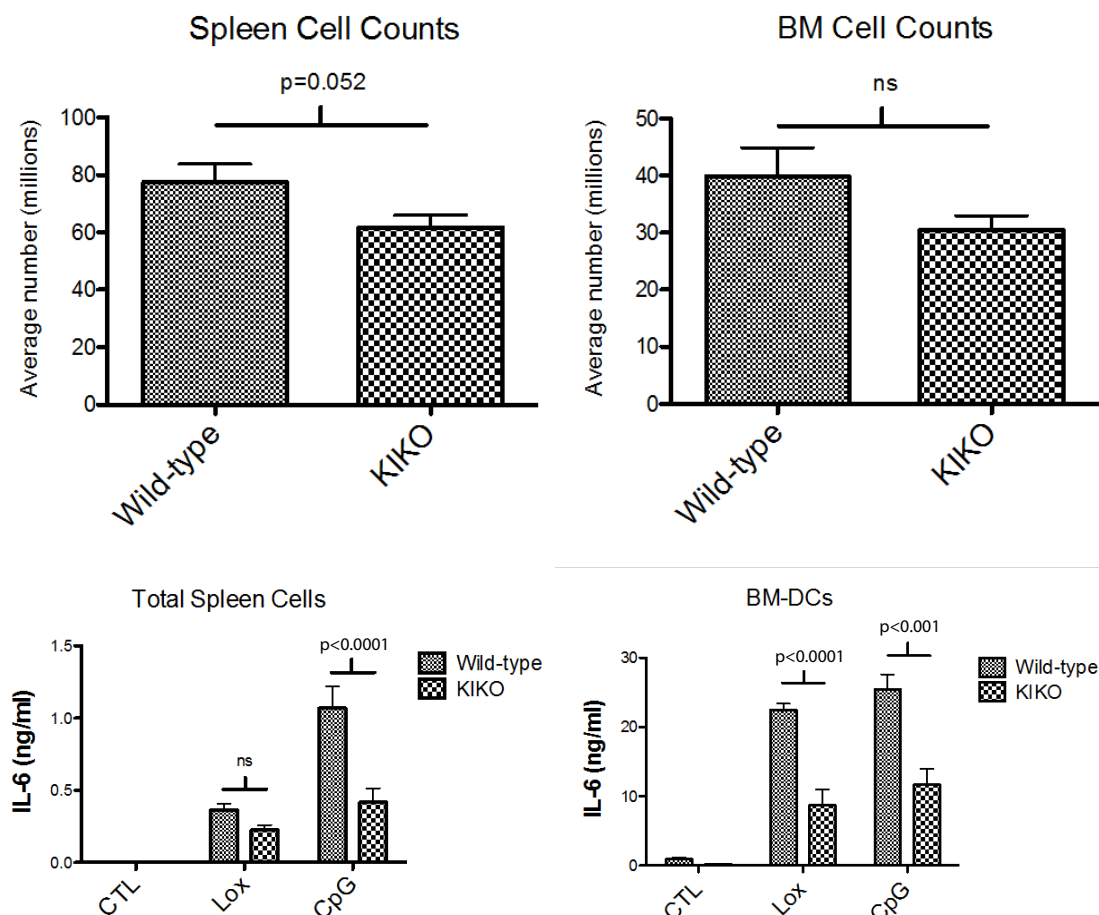 Spleen Cell Counts
p=0.052
Average number (millions)
100
80
60
40
20
0
Wild-type
KIKO
BM Cell Counts
ns
Average number (millions)
50
40
30
20
10
0
Wild-type
KIKO
Total Spleen Cells
p<0.0001
ns
IL-6 (ng/ml)
1.5
1.0
0.5
0.0
CTL
Lox
CpG
Wild-type
KIKO
BM-DCs
p<0.0001
p<0.001
IL-6 (ng/ml)
30
20
10
0
CTL
Lox
CpG
Wild-type
KIKO